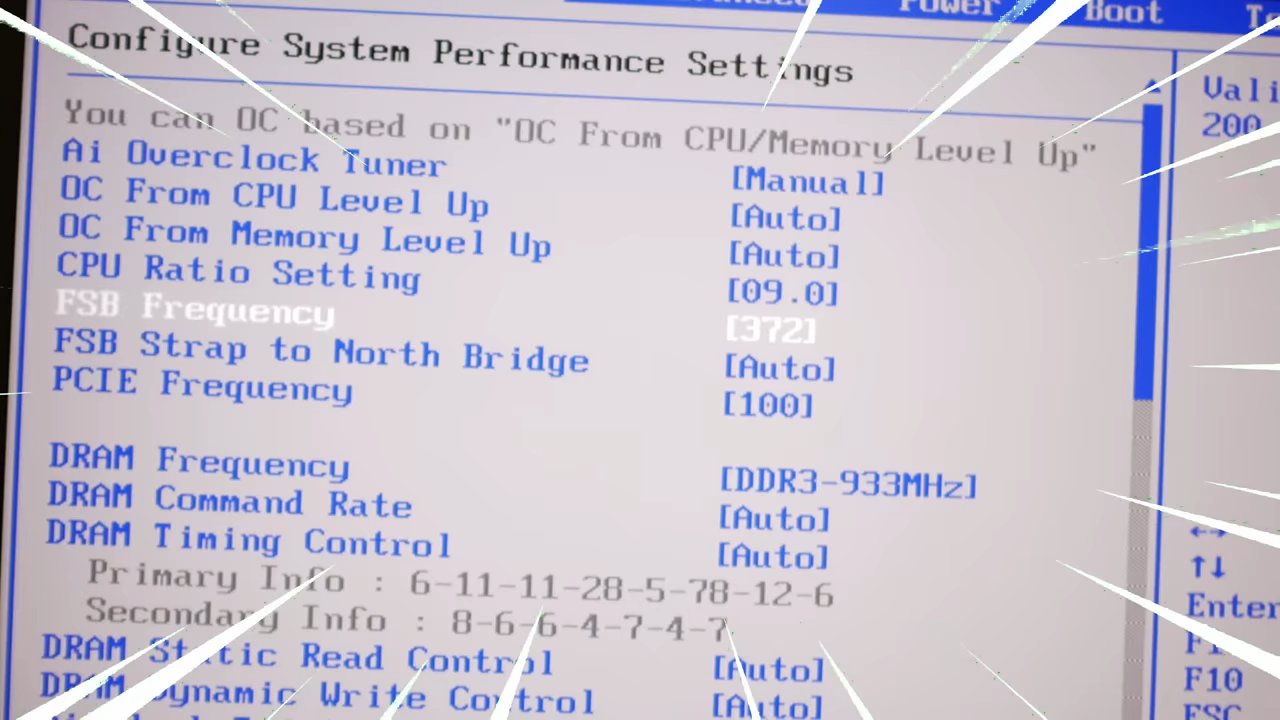 Power Boot
Configure System Performance Settings
You can OC based on "OC From CPU/Memory Level Up"
Ai Overclock Tuner [Manual]
OC From CPU Level Up [Auto]
OC From Memory Level Up [Auto]
CPU Ratio Setting [09.0]
FSB Frequency [372]
FSB Strap to North Bridge [Auto]
PCIE Frequency [100]
DRAM Frequency [DDR3-933MHz]
DRAM Command Rate [Auto]
DRAM Timing Control [Auto]
Primary Info : 6-11-11-28-5-78-12-6
Secondary Info : 8-6-6-4-7-4-7
DRAM Static Read Control [Auto]
DRAM Dynamic Write Control [Auto]
200
←→
↑↓
Enter
F10